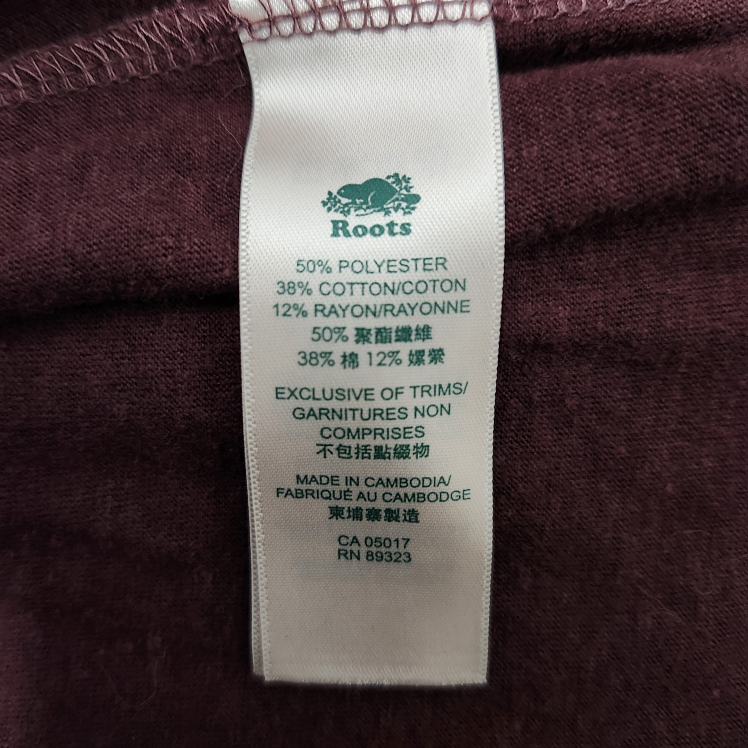 Roots
50% POLYESTER
38% COTTON/COTON
12% RAYON/RAYONNE
50% 聚酯纖維
38% 棉 12% 嫘縈
EXCLUSIVE OF TRIMS/
GARNITURES NON
COMPRISES
不包括點綴物
MADE IN CAMBODIA/
FABRIQUÉ AU CAMBODGE
柬埔寨製造
CA 05017
RN 89323